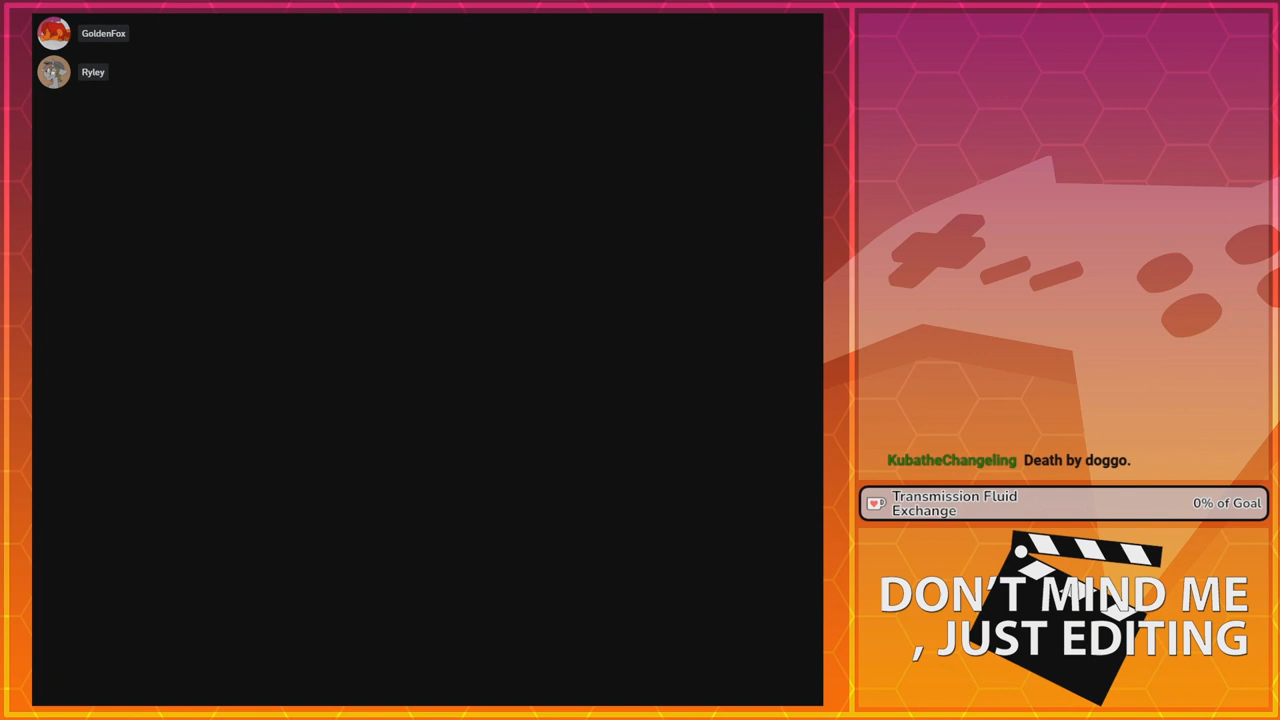 GoldenFox
Ryley
KubatheChangeling Death by doggo.
Transmission Fluid
Exchange
0% of Goal
DON'T MIND ME
, JUST EDITING